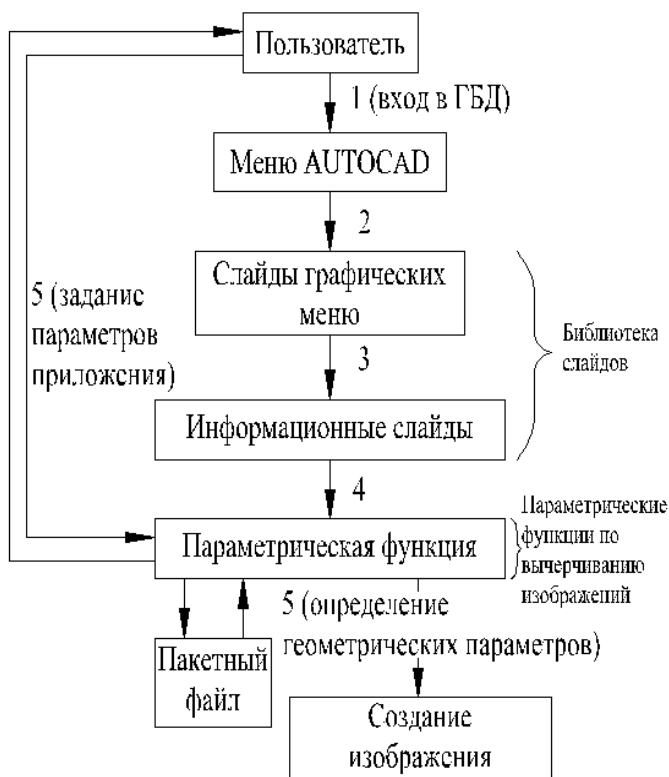 Пользователь
1 (вход в ГБД)
Меню AUTOCAD
2
Слайды графических
меню
5 (задание
параметров
приложения)
3
Библиотека
слайдов
Информационные слайды
4
Параметрическая функция
Параметрические
функции по
вычерчиванию
изображений
5 (определение
геометрических параметров)
Пакетный
файл
Создание
изображения